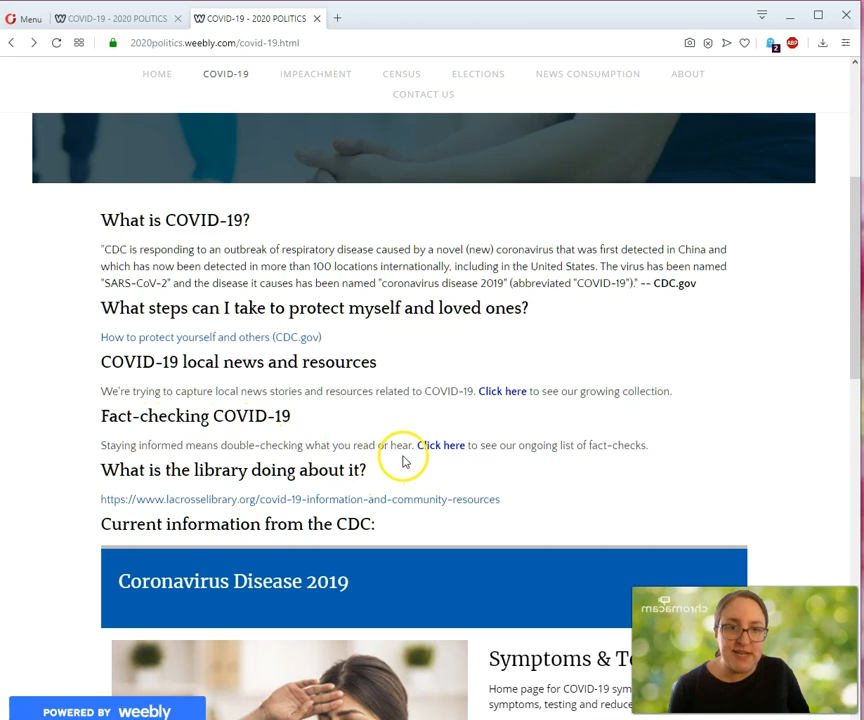 Menu
COVID-19 - 2020 POLITICS
COVID-19 - 2020 POLITICS
2020politics.weebly.com/covid-19.html
2
ABP
HOME COVID-19 IMPEACHMENT CENSUS ELECTIONS NEWS CONSUMPTION ABOUT
CONTACT US
What is COVID-19?
"CDC is responding to an outbreak of respiratory disease caused by a novel (new) coronavirus that was first detected in China and
which has now been detected in more than 100 locations internationally, including in the United States. The virus has been named
"SARS-CoV-2" and the disease it causes has been named "coronavirus disease 2019" (abbreviated "COVID-19")." -- CDC.gov
What steps can I take to protect myself and loved ones?
How to protect yourself and others (CDC.gov)
COVID-19 local news and resources
We're trying to capture local news stories and resources related to COVID-19. Click here to see our growing collection.
Fact-checking COVID-19
Staying informed means double-checking what you read or hear. Click here to see our ongoing list of fact-checks.
What is the library doing about it?
https://www.lacrosselibrary.org/covid-19-information-and-community-resources
Current information from the CDC:
Coronavirus Disease 2019
Symptoms & Te
Home page for COVID-19 sym
symptoms, testing and reduce
chromacam
POWERED BY weebly